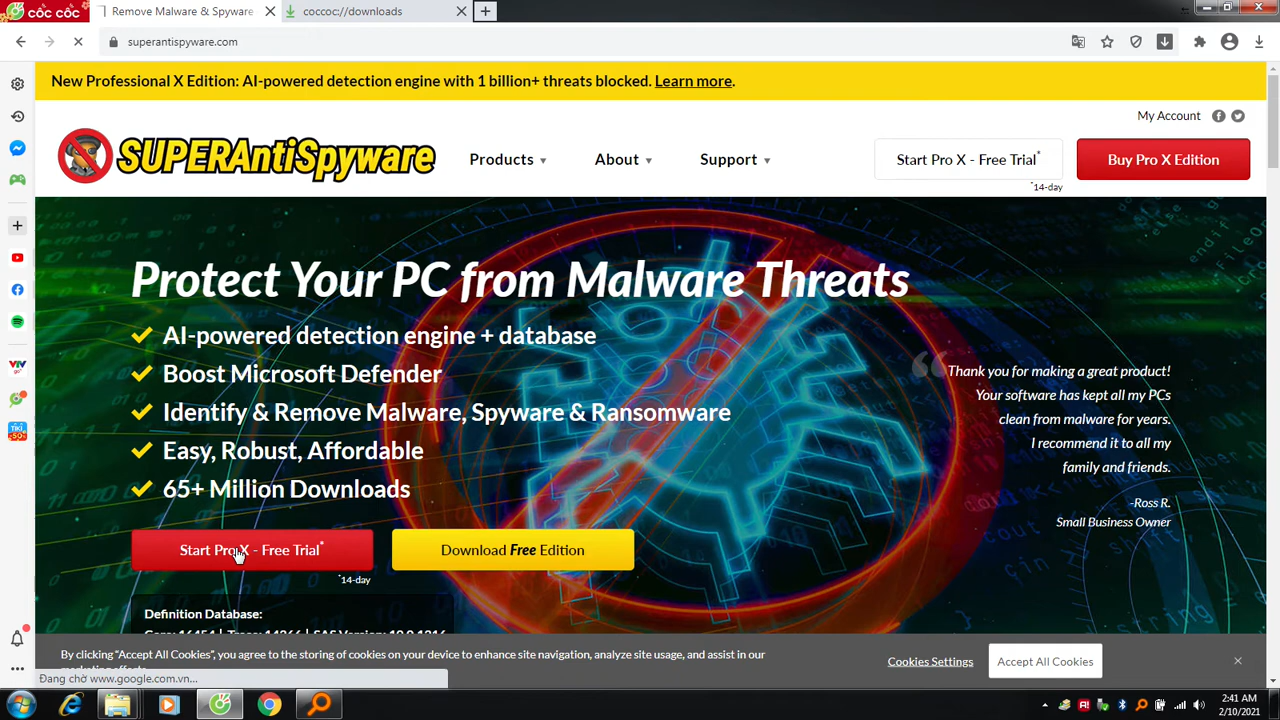 cốc cốc
Remove Malware & Spyware
coccoc://downloads
superantispyware.com
New Professional X Edition: AI-powered detection engine with 1 billion+ threats blocked. Learn more.
My Account
SUPERAntiSpyware
Products
About
Support
Start Pro X - Free Trial*
Buy Pro X Edition
*14-day
Protect Your PC from Malware Threats
AI-powered detection engine + database
Boost Microsoft Defender
Identify & Remove Malware, Spyware & Ransomware
Easy, Robust, Affordable
65+ Million Downloads
Thank you for making a great product!
Your software has kept all my PCs
clean from malware for years.
I recommend it to all my
family and friends.
-Ross R.
Small Business Owner
Start Pro X - Free Trial*
Download Free Edition
*14-day
Definition Database:
By clicking “Accept All Cookies”, you agree to the storing of cookies on your device to enhance site navigation, analyze site usage, and assist in our
Cookies Settings
Accept All Cookies
Đang chờ www.google.com.vn...
2:41 AM
2/10/2021